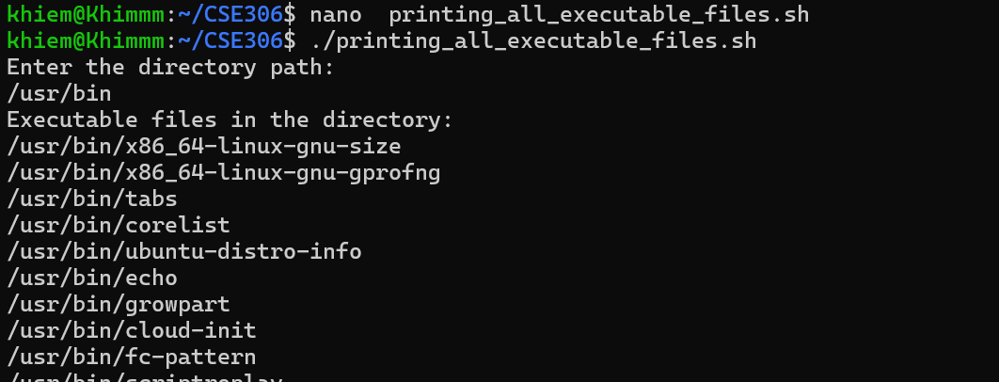 khiem@Khimmm:~/CSE306$ nano  printing_all_executable_files.sh
khiem@Khimmm:~/CSE306$ ./printing_all_executable_files.sh
Enter the directory path:
/usr/bin
Executable files in the directory:
/usr/bin/x86_64-linux-gnu-size
/usr/bin/x86_64-linux-gnu-gprofng
/usr/bin/tabs
/usr/bin/corelist
/usr/bin/ubuntu-distro-info
/usr/bin/echo
/usr/bin/growpart
/usr/bin/cloud-init
/usr/bin/fc-pattern
/usr/bin/scriptreplay